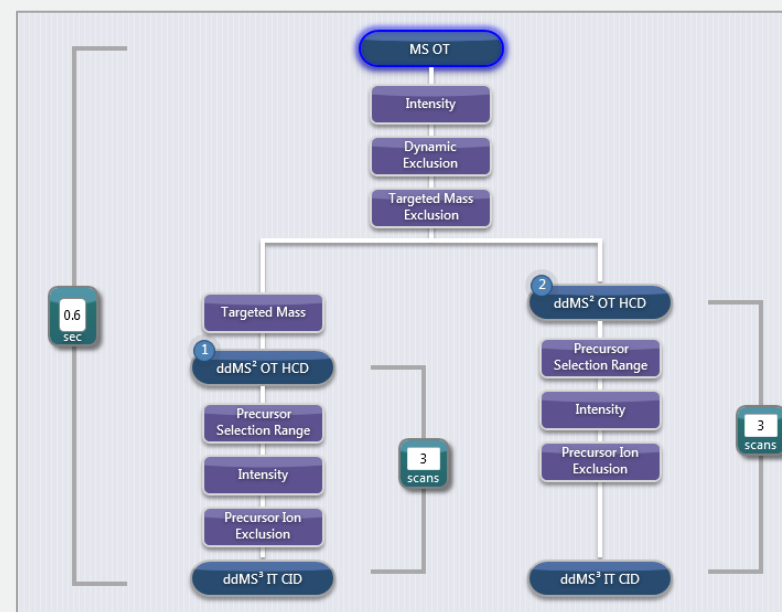 MS OT
Intensity
Dynamic
Exclusion
Targeted Mass
Exclusion
0.6
sec
Targeted Mass
1
ddMS² OT HCD
Precursor
Selection Range
Intensity
Precursor Ion
Exclusion
ddMS³ IT CID
3
scans
2
ddMS² OT HCD
Precursor
Selection Range
Intensity
Precursor Ion
Exclusion
ddMS³ IT CID
3
scans